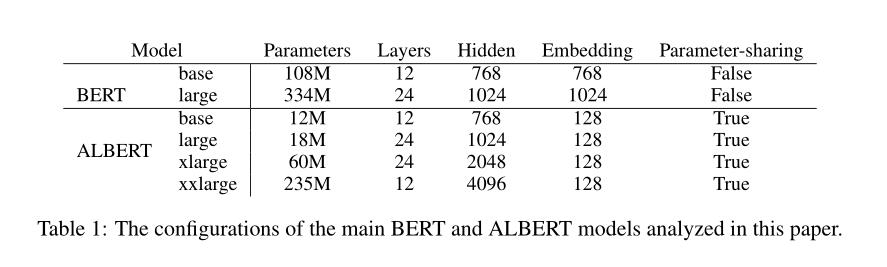 Model Parameters Layers Hidden Embedding Parameter-sharing
BERT base 108M 12 768 768 False
large 334M 24 1024 1024 False
ALBERT base 12M 12 768 128 True
large 18M 24 1024 128 True
xlarge 60M 24 2048 128 True
xxlarge 235M 12 4096 128 True
Table 1: The configurations of the main BERT and ALBERT models analyzed in this paper.